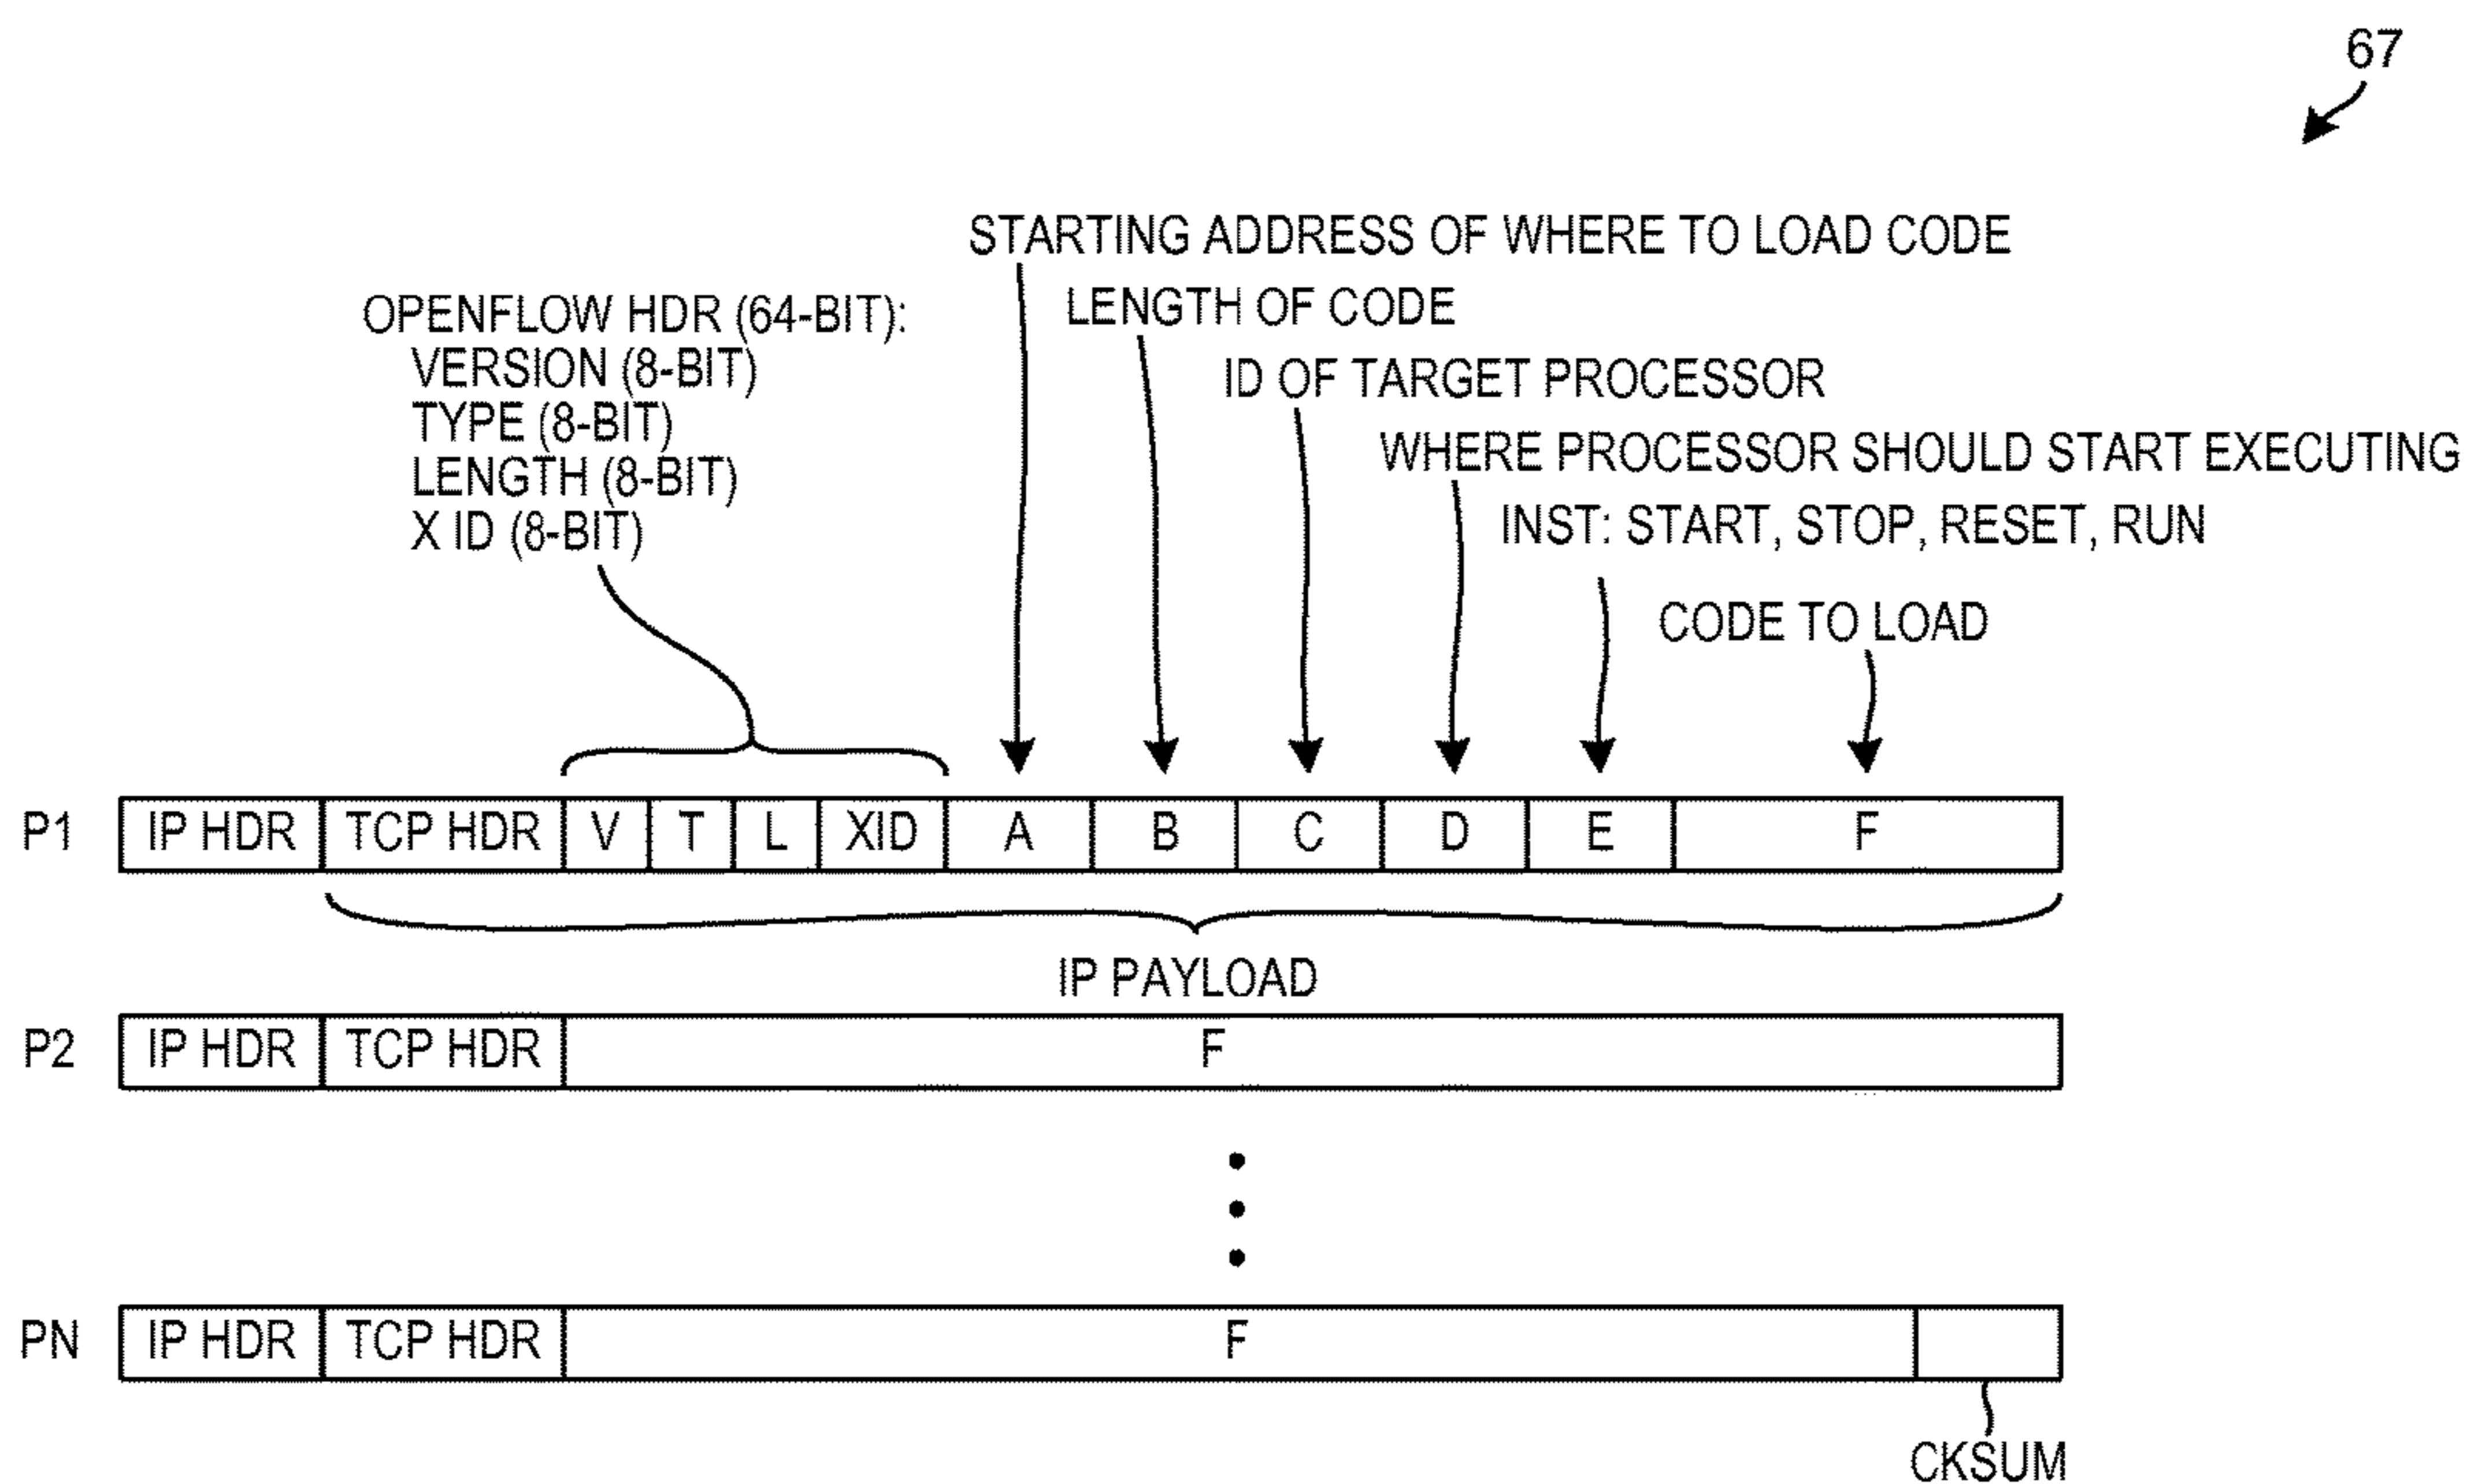 67
STARTING ADDRESS OF WHERE TO LOAD CODE
LENGTH OF CODE
ID OF TARGET PROCESSOR
WHERE PROCESSOR SHOULD START EXECUTING
INST: START, STOP, RESET, RUN
CODE TO LOAD
OPENFLOW HDR (64-BIT):
VERSION (8-BIT)
TYPE (8-BIT)
LENGTH (8-BIT)
X ID (8-BIT)
P1 IP HDR TCP HDR V T L XID A B C D E F
IP PAYLOAD
P2 IP HDR TCP HDR F
PN IP HDR TCP HDR F
CKSUM